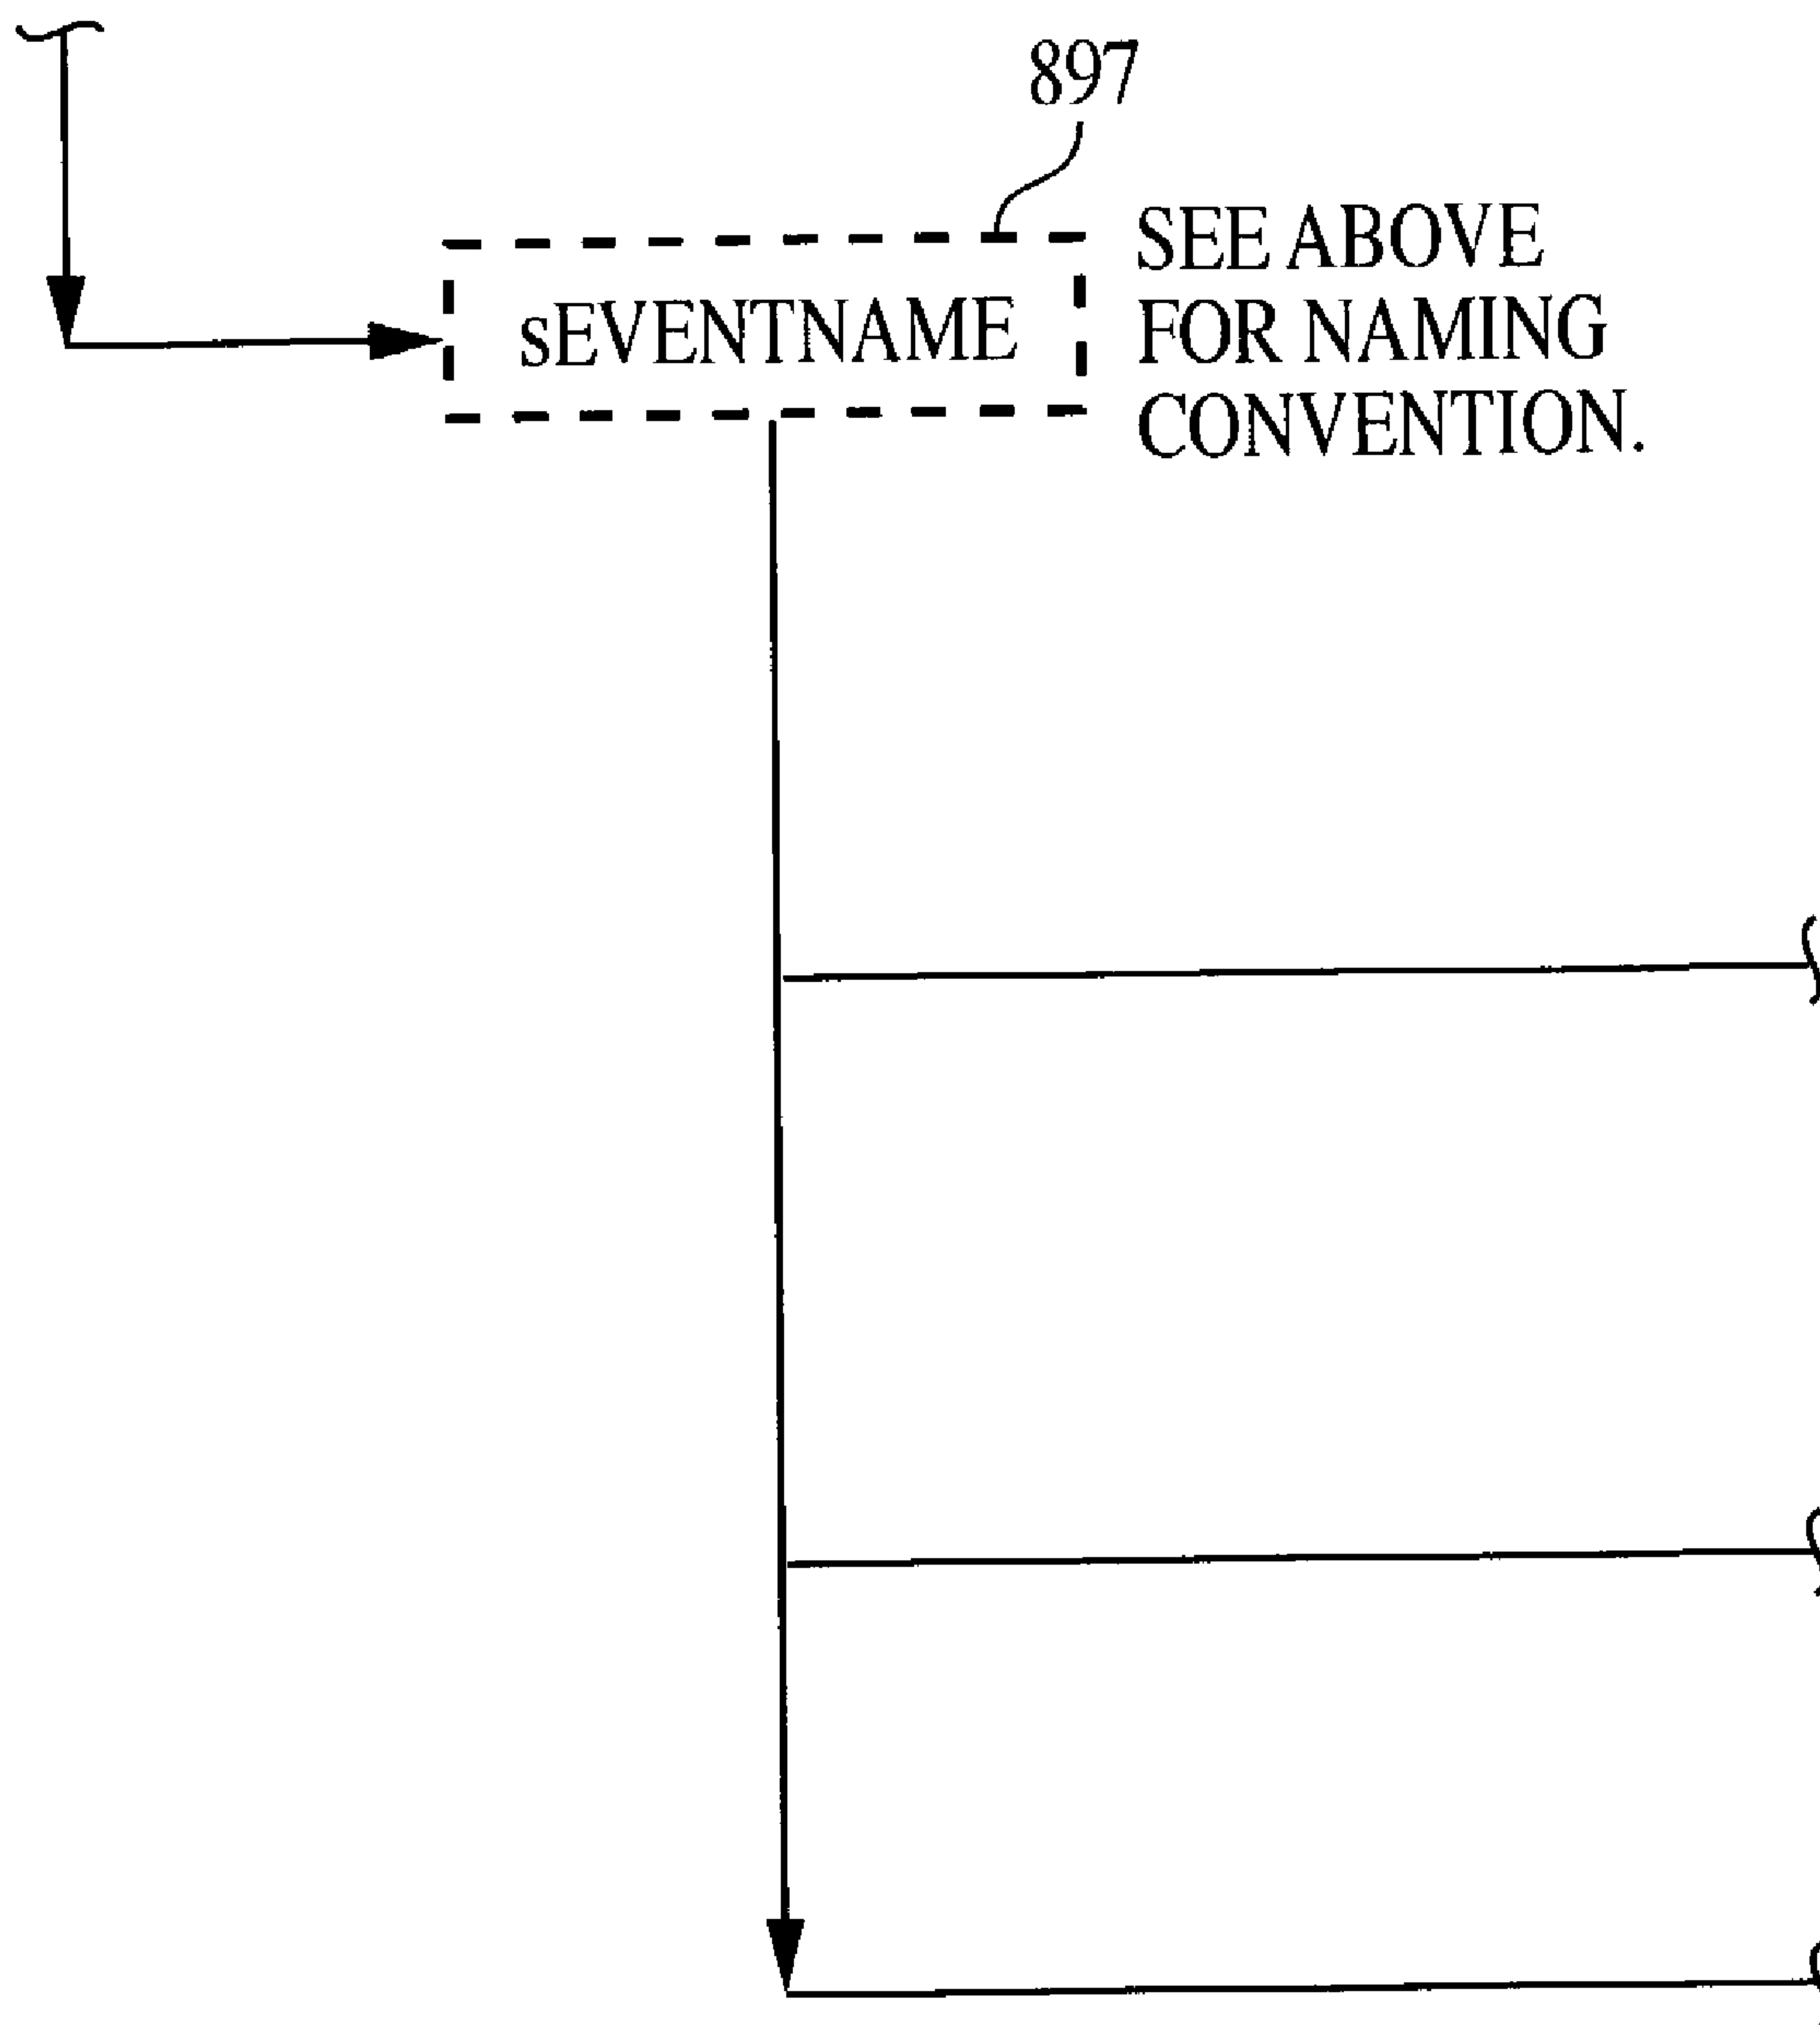 897
SEE ABOVE
sEVENTNAME
FOR NAMING
CONVENTION.